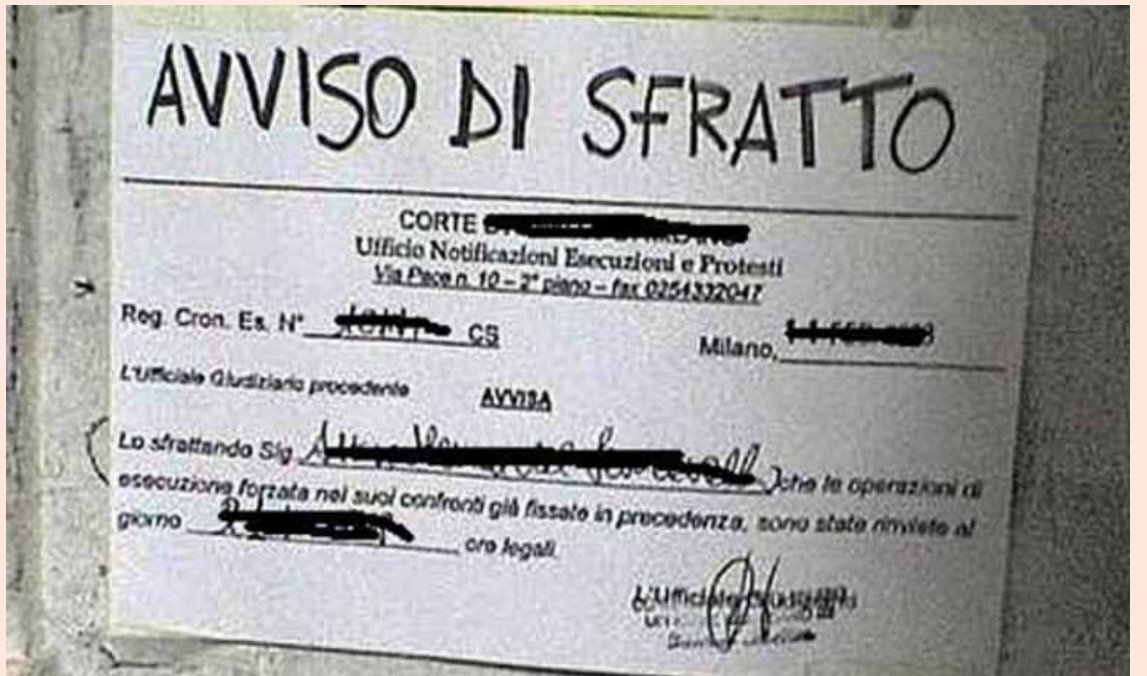 AVVISO DI SFRATTO
CORTE
Ufficio Notificazioni Esecuzioni e Protesti
Via Pace n. 10 – 2° piano – fax 0254332047
Reg. Cron. Es. N° CS
Milano,
L'Ufficiale Giudiziario procedente
AVVISA
Lo sfrattando Sig che le operazioni di
esecuzione forzata nei suoi confronti già fissate in precedenza, sono state rinviate al
giorno ore legali
L'Ufficiale Giudiziario